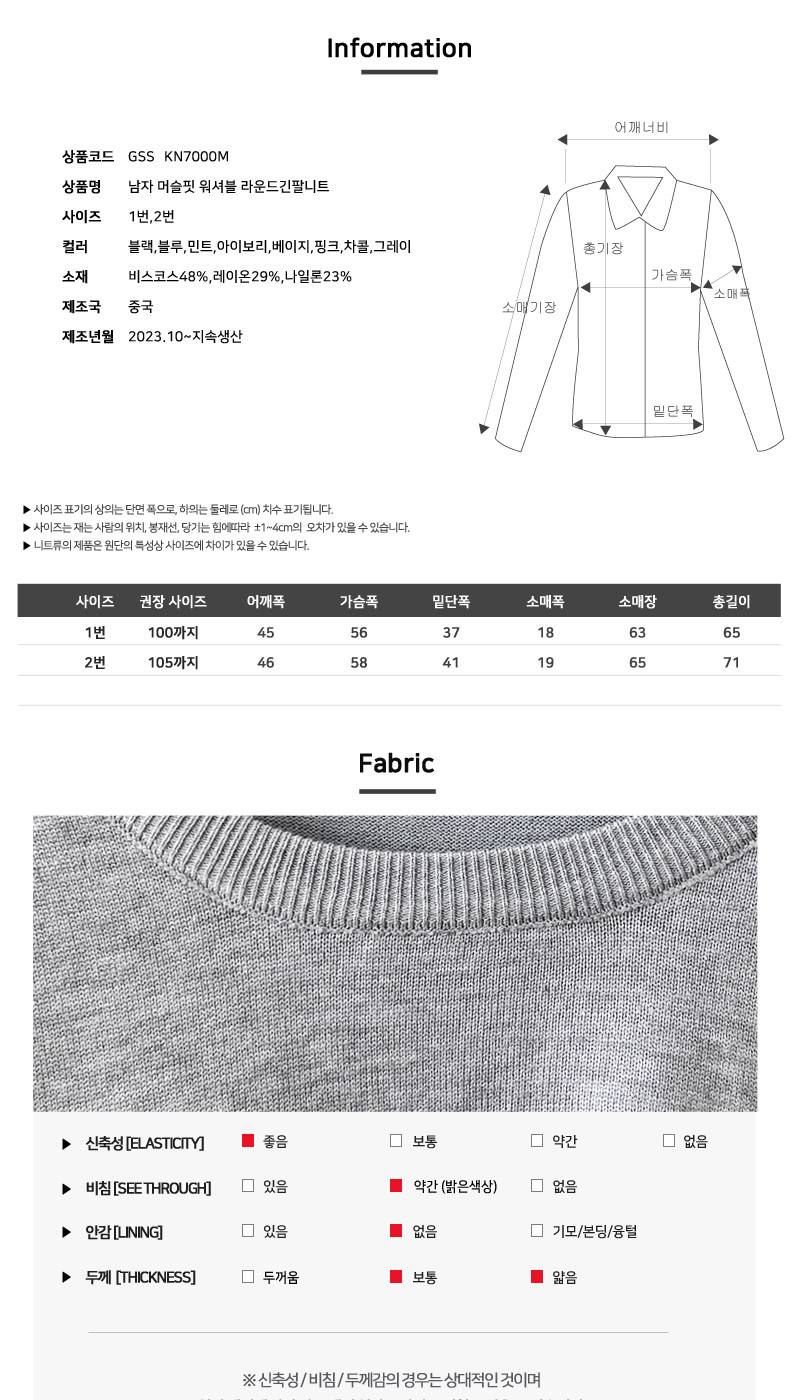 Information
어깨너비
상품코드 GSS KN7000M
상품명 남자 머슬핏 워셔블 라운드긴팔니트
사이즈 1번,2번
컬러 블랙,블루,민트,아이보리,베이지,핑크,차콜,그레이
소재 비스코스48%,레이온29%,나일론23%
제조국 중국
제조년월 2023.10~지속생산
총기장
가슴폭
소매폭
소매기장
밑단폭
▶ 사이즈 표기의 상의는 단면 폭으로, 하의는 둘레로 (cm) 치수 표기됩니다.
▶ 사이즈는 재는 사람의 위치, 봉재선, 당기는 힘에따라 ±1~4cm의 오차가 있을 수 있습니다.
▶ 니트류의 제품은 원단의 특성상 사이즈에 차이가 있을 수 있습니다.
사이즈 권장 사이즈 어깨폭 가슴폭 밑단폭 소매폭 소매장 총길이
1번 100까지 45 56 37 18 63 65
2번 105까지 46 58 41 19 65 71
Fabric
▶ 신축성 [ELASTICITY] 좋음 보통 약간 없음
▶ 비침 [SEE THROUGH] 있음 약간 (밝은색상) 없음
▶ 안감 [LINING] 있음 없음 기모/본딩/융털
▶ 두께 [THICKNESS] 두꺼움 보통 얇음
※ 신축성 / 비침 / 두께감의 경우는 상대적인 것이며